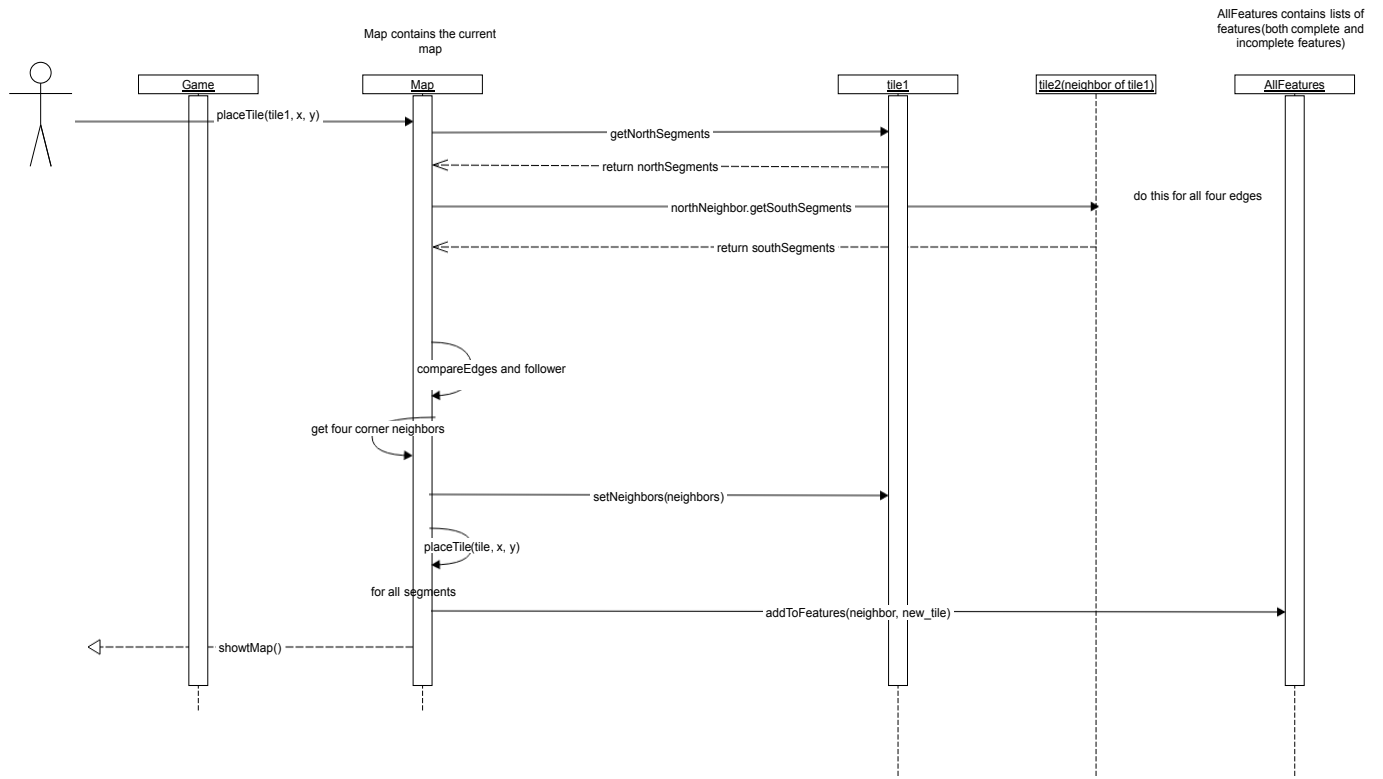 AllFeatures contains lists of
features(both complete and
incomplete features)
Map contains the current
map
Game
Map
tile1
tile2(neighbor of tile1)
AllFeatures
placeTile(tile1, x, y)
getNorthSegments
return northSegments
do this for all four edges
northNeighbor.getSouthSegments
return southSegments
compareEdges and follower
get four corner neighbors
setNeighbors(neighbors)
placeTile(tile, x, y)
for all segments
addToFeatures(neighbor, new_tile)
showtMap()